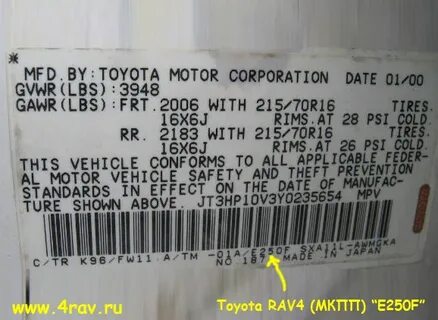 MFD.BY:TOYOTA MOTOR CORPORATION DATE 01/00
GVWR(LBS):3948
GAWR(LBS):FRT.2006 WITH 215/70R16 TIRES.
16X6J RIMS.AT 28 PSI COLD.
RR. 2183 WITH 215/70R16 TIRES.
16X6J RIMS.AT 26 PSI COLD.
THIS VEHICLE CONFORMS TO ALL APPLICABLE FEDER-
AL MOTOR VEHICLE SAFETY AND THEFT PREVENTION
STANDARDS IN EFFECT ON THE DATE OF MANUFAC-
TURE SHOWN ABOVE. JT3HP10V3Y0235654 MPV
C/TR K96/FW11.A/TM -01A/E250F SXA11L-AWMGKA
NO 187 MADE IN JAPAN
www.4rav.ru
Toyota RAV4 (МКПП) "E250F"